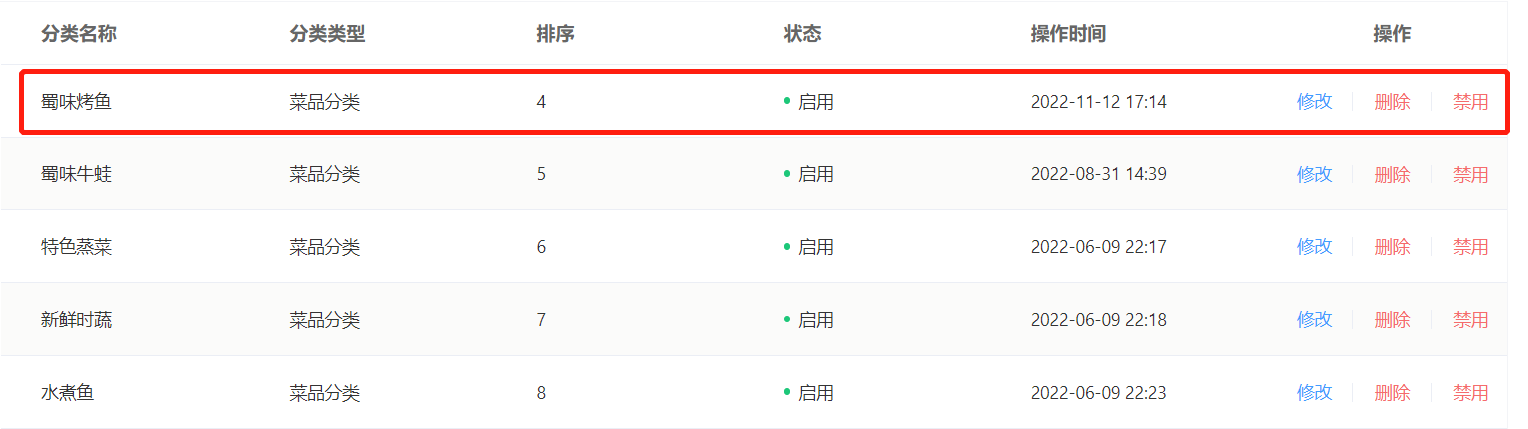 分类名称 分类类型 排序 状态 操作时间 操作
蜀味烤鱼 菜品分类 4 启用 2022-11-12 17:14 修改 删除 禁用
蜀味牛蛙 菜品分类 5 启用 2022-08-31 14:39 修改 删除 禁用
特色蒸菜 菜品分类 6 启用 2022-06-09 22:17 修改 删除 禁用
新鲜时蔬 菜品分类 7 启用 2022-06-09 22:18 修改 删除 禁用
水煮鱼 菜品分类 8 启用 2022-06-09 22:23 修改 删除 禁用